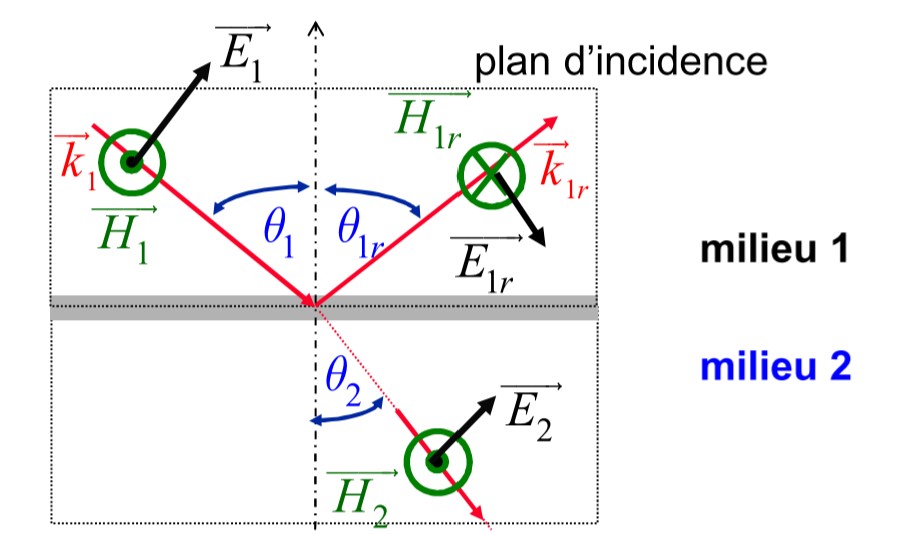 E₁
plan d’incidence
H₁ᵣ
k₁
k₁ᵣ
H₁
θ₁
θ₁ᵣ
E₁ᵣ
milieu 1
θ₂
milieu 2
E₂
H₂